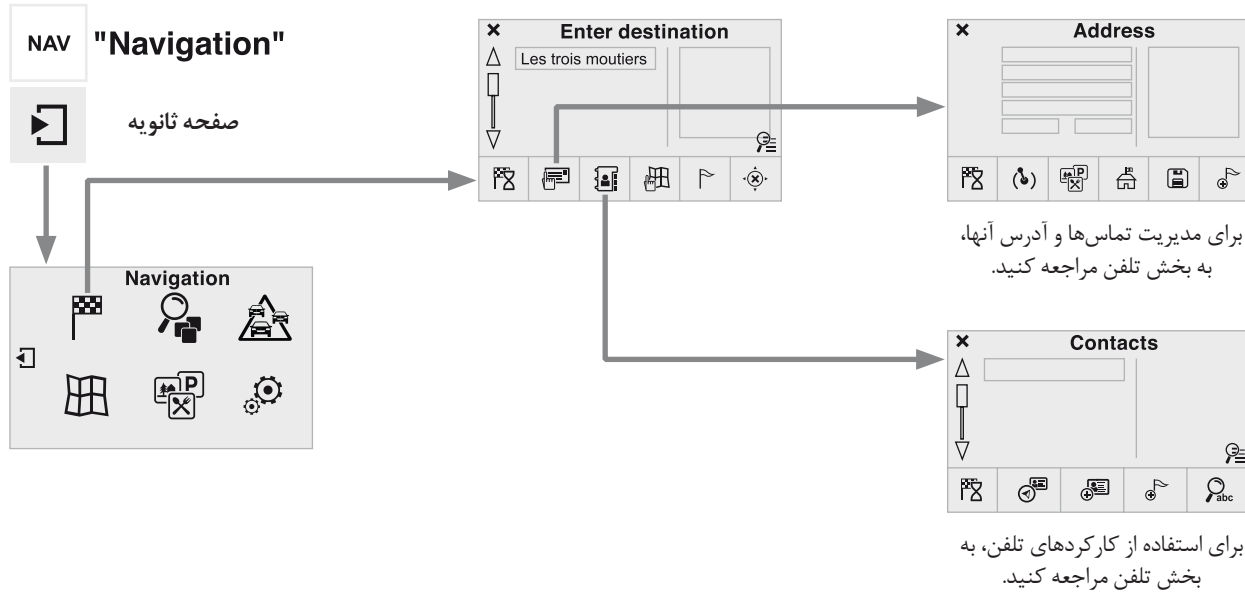 NAV "Navigation"
صفحه ثانویه
Navigation
P
Enter destination
Les trois moutiers
Address
P
برای مدیریت تماس‌ها و آدرس آنها،
به بخش تلفن مراجعه کنید.
Contacts
abc
برای استفاده از کارکردهای تلفن، به
بخش تلفن مراجعه کنید.